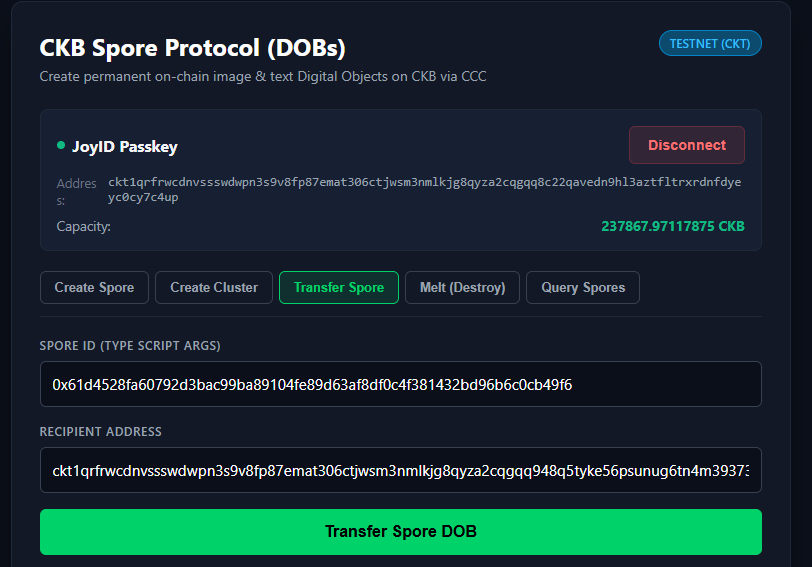 CKB Spore Protocol (DOBs)
TESTNET (CKT)
Create permanent on-chain image & text Digital Objects on CKB via CCC
JoyID Passkey
Disconnect
Addres
s:
ckt1qrfrwcdnvssswdwpn3s9v8fp87emat306ctjwsm3nmlkjg8qyza2cqgqq8c22qavedn9hl3aztfltrxrdnfdye
yc0cy7c4up
Capacity:
237867.97117875 CKB
Create Spore
Create Cluster
Transfer Spore
Melt (Destroy)
Query Spores
SPORE ID (TYPE SCRIPT ARGS)
0x61d4528fa60792d3bac99ba89104fe89d63af8df0c4f381432bd96b6c0cb49f6
RECIPIENT ADDRESS
ckt1qrfrwcdnvssswdwpn3s9v8fp87emat306ctjwsm3nmlkjg8qyza2cqgqq948q5tyke56psunug6tn4m39373
Transfer Spore DOB